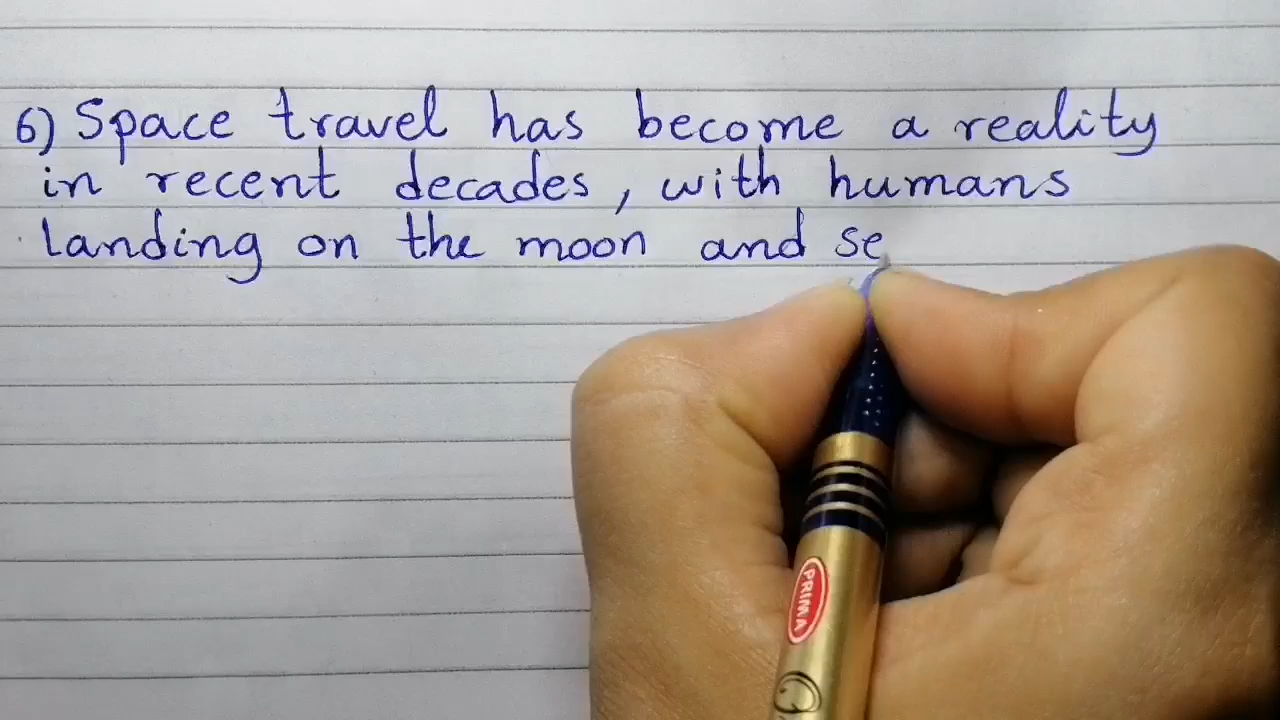 6) Space travel has become a reality
in recent decades, with humans
landing on the moon and se
PRIMA